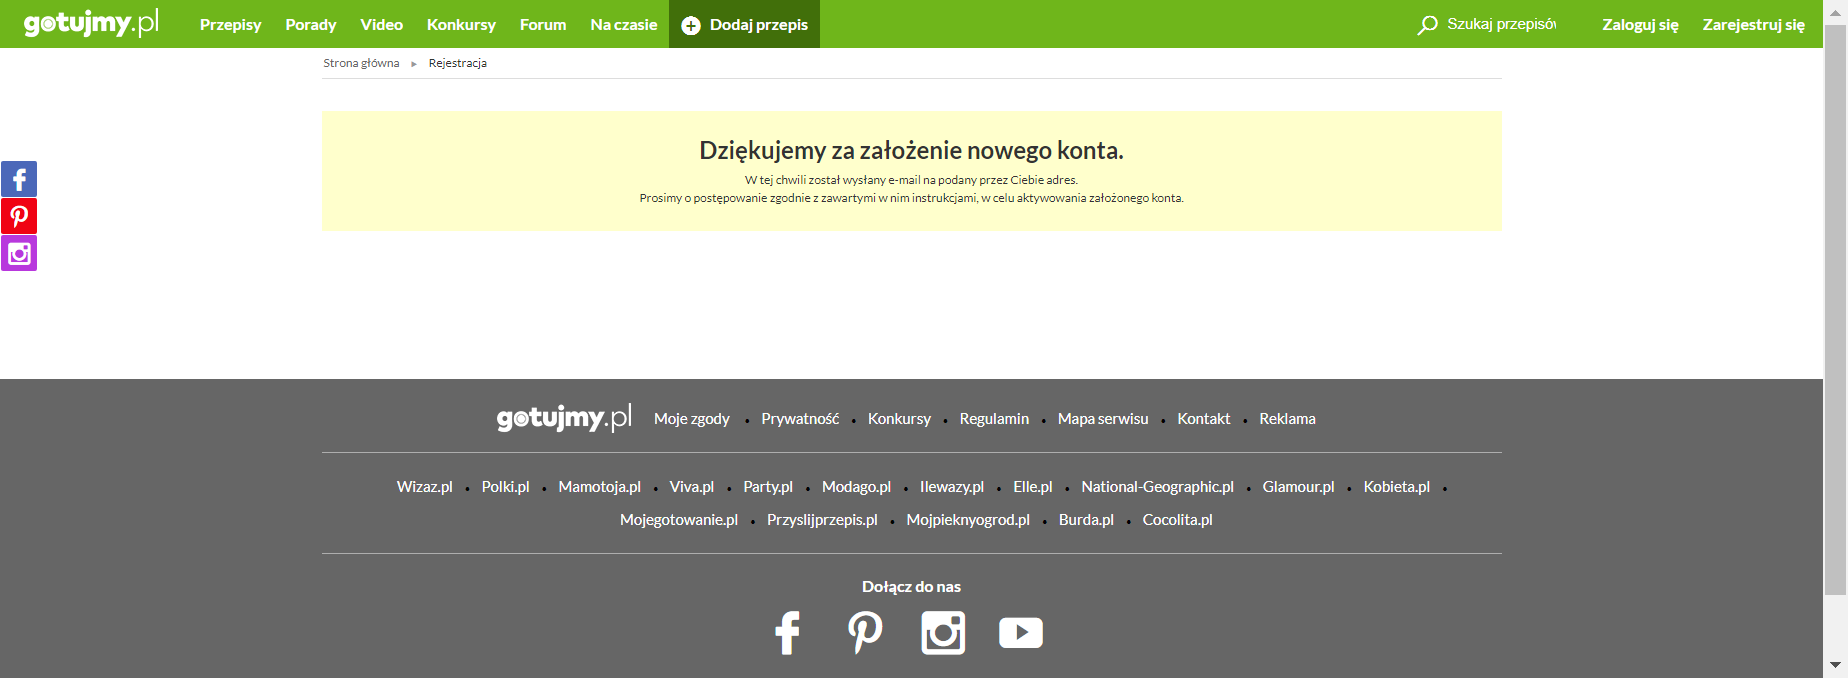 gotujmy.pl Przepisy Porady Video Konkursy Forum Na czasie Dodaj przepis Szukaj przepisów Zaloguj się Zarejestruj się
Strona główna ▸ Rejestracja
Dziękujemy za założenie nowego konta.
W tej chwili został wysłany e-mail na podany przez Ciebie adres.
Prosimy o postępowanie zgodnie z zawartymi w nim instrukcjami, w celu aktywowania założonego konta.
gotujmy.pl Moje zgody • Prywatność • Konkursy • Regulamin • Mapa serwisu • Kontakt • Reklama
Wizaz.pl • Polki.pl • Mamotoja.pl • Viva.pl • Party.pl • Modago.pl • Ilewazy.pl • Elle.pl • National-Geographic.pl • Glamour.pl • Kobieta.pl •
Mojegotowanie.pl • Przyslijprzepis.pl • Mojpieknyogrod.pl • Burda.pl • Cocolita.pl
Dołącz do nas